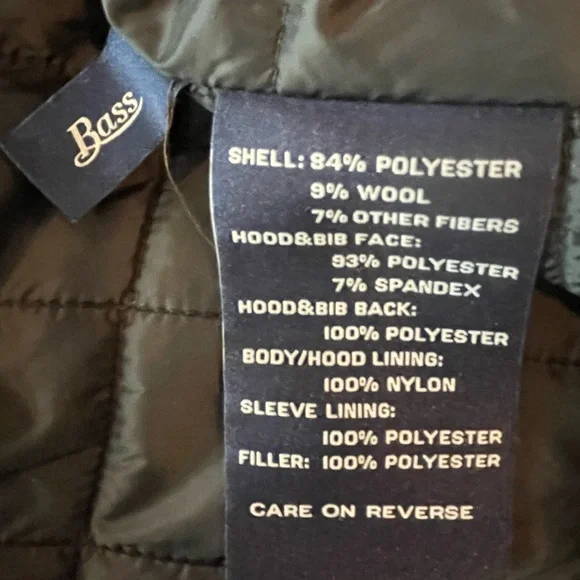 Bass
SHELL: 84% POLYESTER
9% WOOL
7% OTHER FIBERS
HOOD&BIB FACE:
93% POLYESTER
7% SPANDEX
HOOD&BIB BACK:
100% POLYESTER
BODY/HOOD LINING:
100% NYLON
SLEEVE LINING:
100% POLYESTER
FILLER: 100% POLYESTER
CARE ON REVERSE